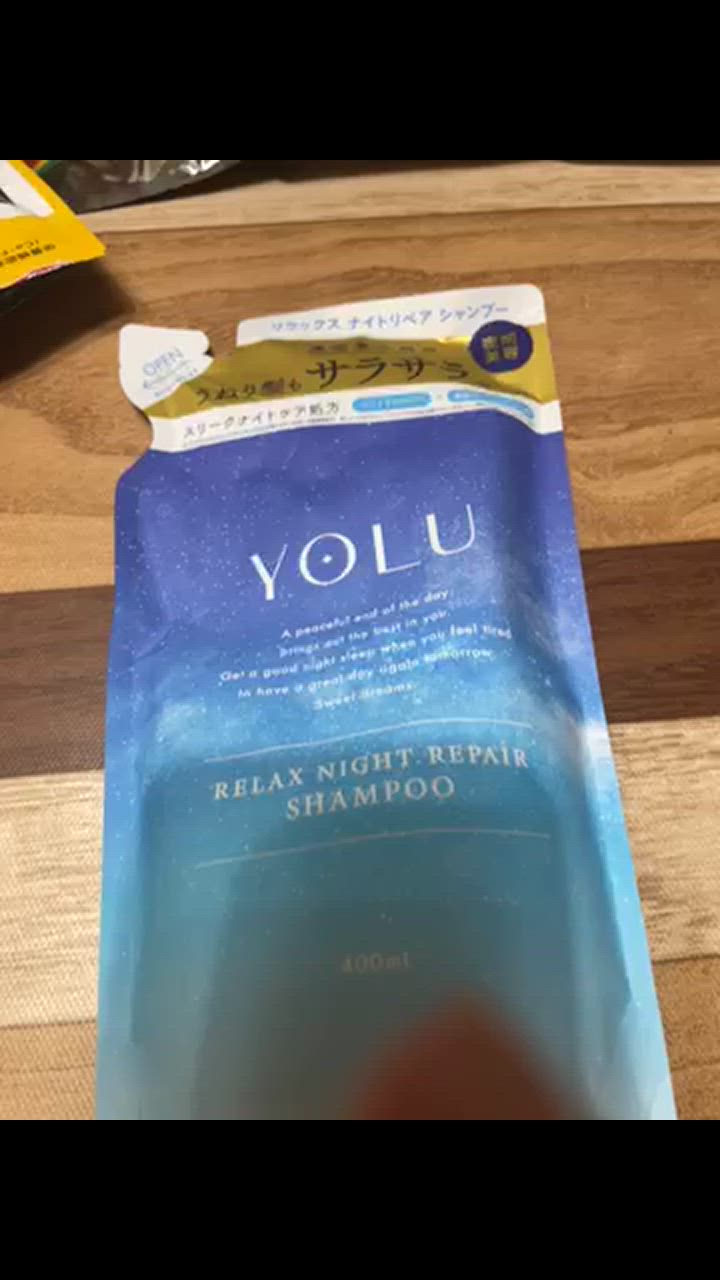 リラックス ナイトリペア シャンプー
OPEN
うねり髪も サラサラ
スリークナイトケア処方
YOLU
A peaceful end of the day
brings out the best in you.
Get a good night sleep when you feel tired
to have a great day again tomorrow.
Sweet dreams.
RELAX NIGHT REPAIR
SHAMPOO
400ml